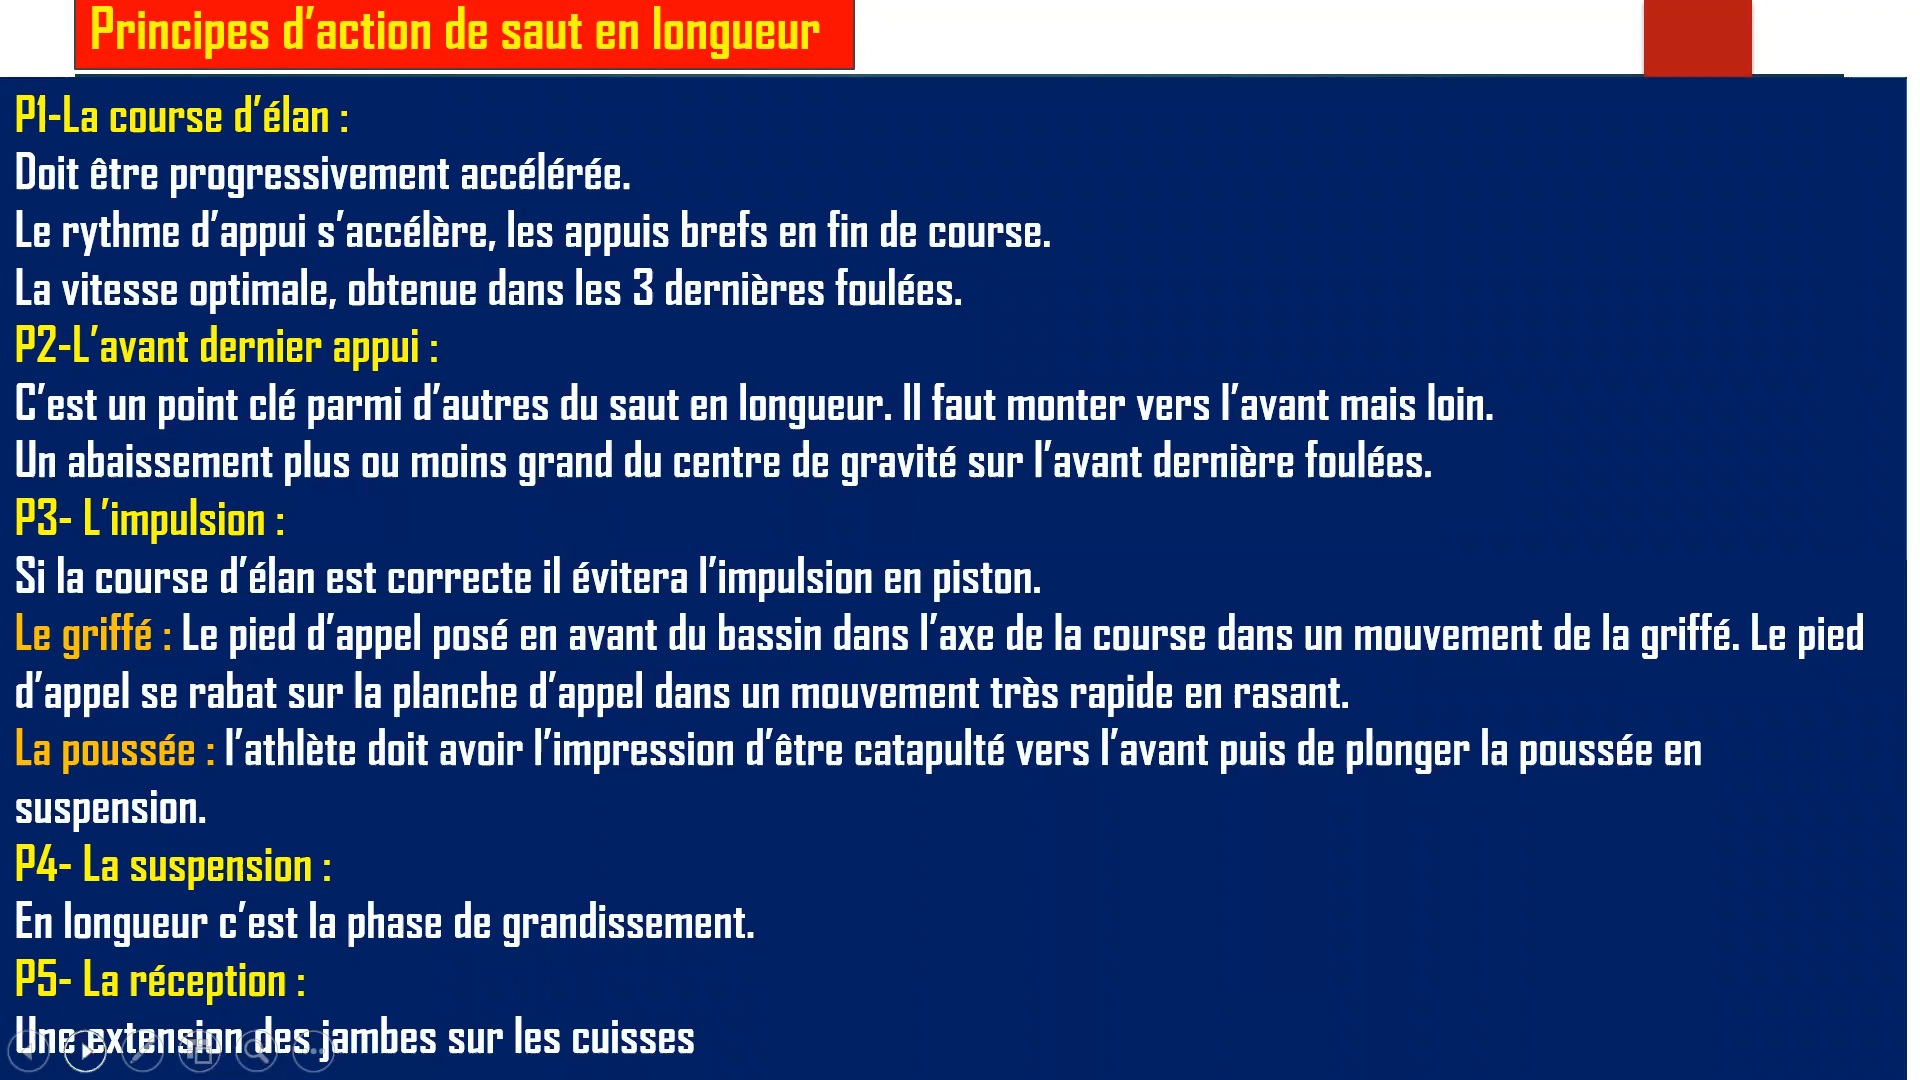 Principes d’action de saut en longueur
P1-La course d’élan :
Doit être progressivement accélérée.
Le rythme d’appui s’accélère, les appuis brefs en fin de course.
La vitesse optimale, obtenue dans les 3 dernières foulées.
P2-L’avant dernier appui :
C’est un point clé parmi d’autres du saut en longueur. Il faut monter vers l’avant mais loin.
Un abaissement plus ou moins grand du centre de gravité sur l’avant dernière foulées.
P3- L’impulsion :
Si la course d’élan est correcte il évitera l’impulsion en piston.
Le griffé : Le pied d’appel posé en avant du bassin dans l’axe de la course dans un mouvement de la griffé. Le pied
d’appel se rabat sur la planche d’appel dans un mouvement très rapide en rasant.
La poussée : l’athlète doit avoir l’impression d’être catapulté vers l’avant puis de plonger la poussée en
suspension.
P4- La suspension :
En longueur c’est la phase de grandissement.
P5- La réception :
Une extension des jambes sur les cuisses